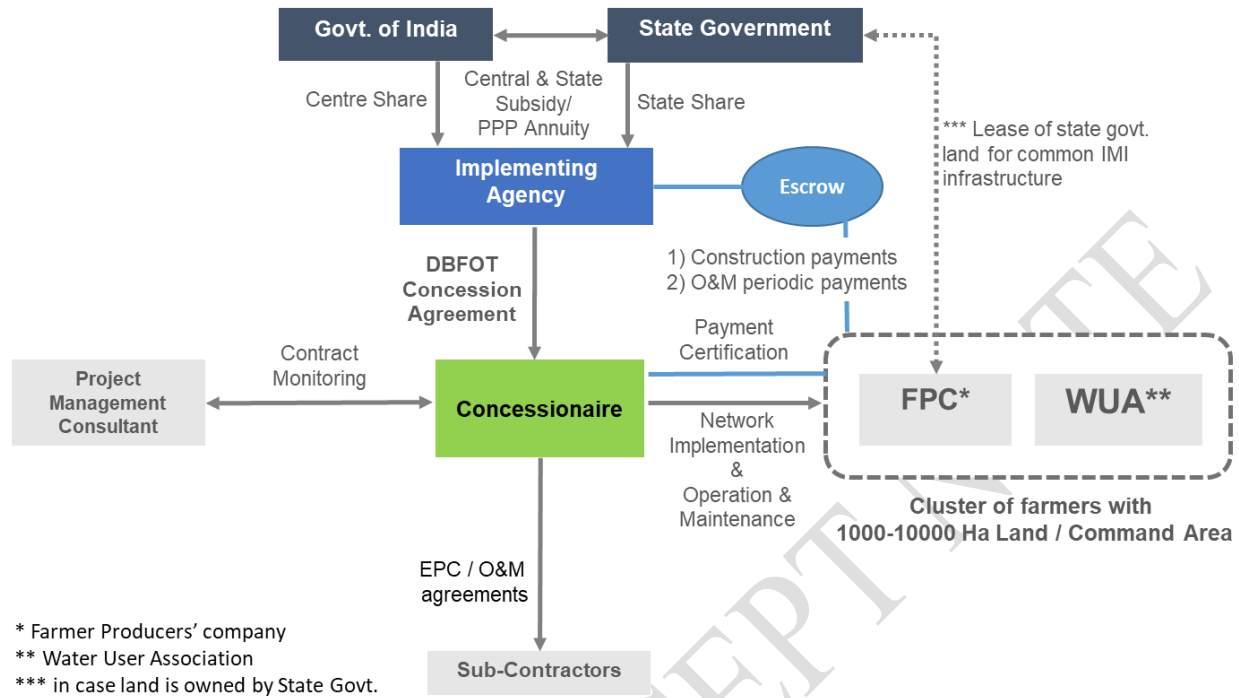 Govt. of India
State Government
Centre Share
Central & State
Subsidy/
PPP Annuity
State Share
*** Lease of state govt.
land for common IMI
infrastructure
Implementing
Agency
Escrow
1) Construction payments
2) O&M periodic payments
DBFOT
Concession
Agreement
Payment
Certification
Contract
Monitoring
Project
Management
Consultant
Concessionaire
FPC*
WUA**
Network
Implementation
&
Operation &
Maintenance
Cluster of farmers with
1000-10000 Ha Land / Command Area
EPC / O&M
agreements
Sub-Contractors
* Farmer Producers’ company
** Water User Association
*** in case land is owned by State Govt.